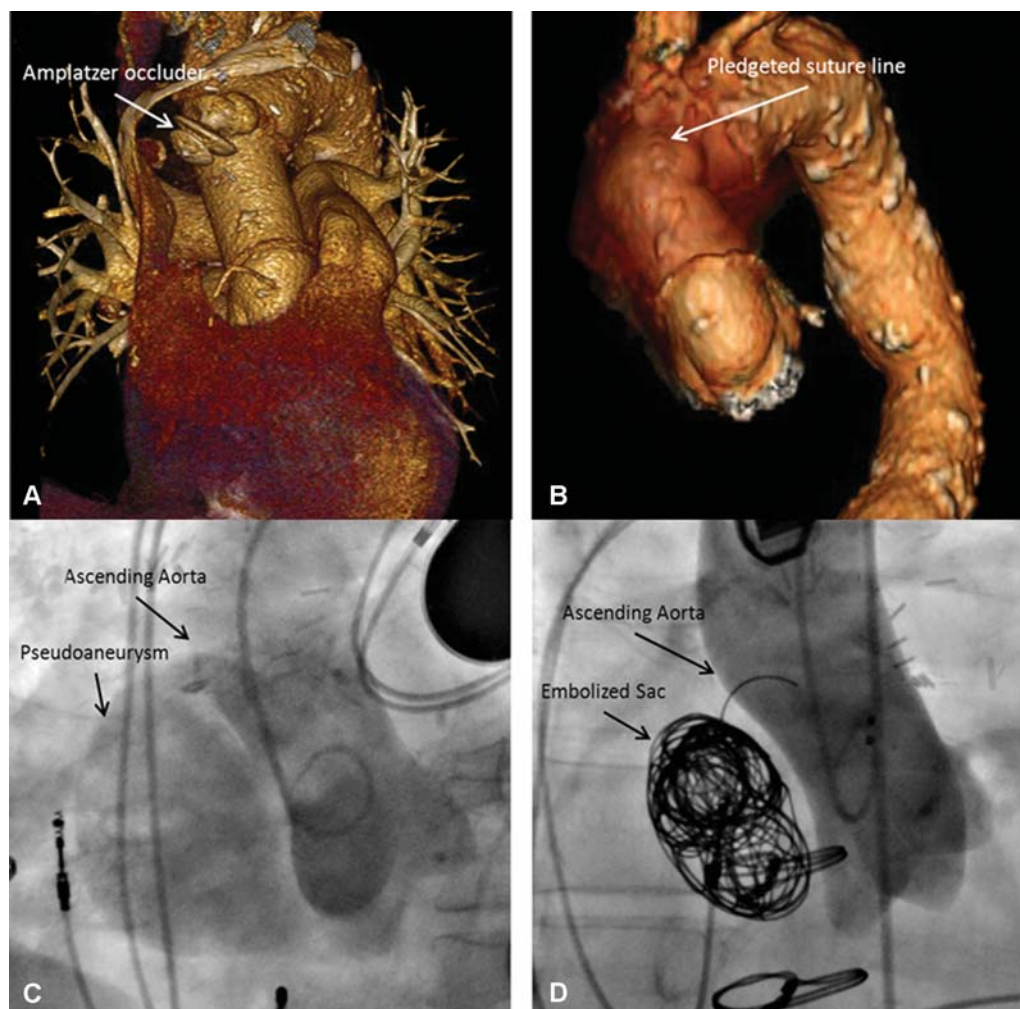 Amplatzer occluder
Pledgeted suture line
A
B
Ascending Aorta
Pseudoaneurysm
Ascending Aorta
Embolized Sac
C
D